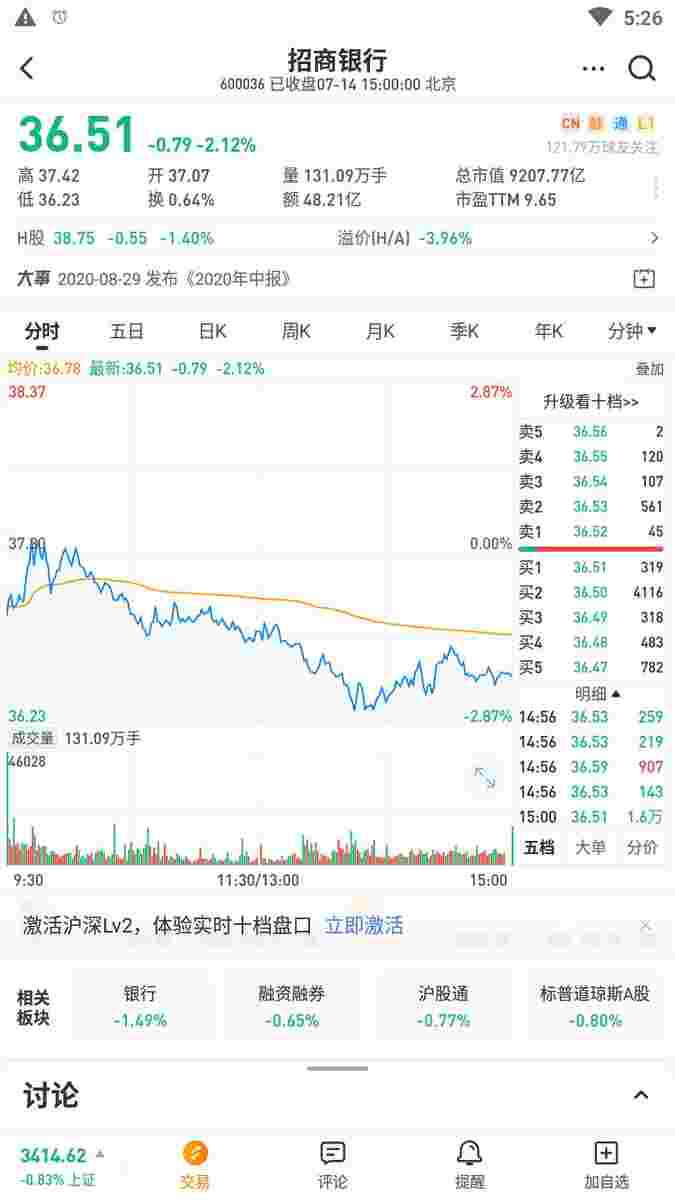 5:26
招商银行
600036 已收盘07-14 15:00:00 北京
36.51 -0.79 -2.12%
CN 融 通 L1
121.79万球友关注
高 37.42 开 37.07 量 131.09万手 总市值 9207.77亿
低 36.23 换 0.64% 额 48.21亿 市盈TTM 9.65
H股 38.75 -0.55 -1.40% 溢价(H/A) -3.96%
大事 2020-08-29 发布《2020年中报》
分时 五日 日K 周K 月K 季K 年K 分钟
均价:36.78 最新:36.51 -0.79 -2.12% 叠加
38.37 2.87%
37.30 0.00%
36.23 -2.87%
升级看十档>>
卖5 36.56 2
卖4 36.55 120
卖3 36.54 107
卖2 36.53 561
卖1 36.52 45
买1 36.51 319
买2 36.50 4116
买3 36.49 318
买4 36.48 483
买5 36.47 782
明细
14:56 36.53 259
14:56 36.53 219
14:56 36.59 907
14:56 36.53 143
15:00 36.51 1.6万
五档 大单 分价
成交量 131.09万手
46028
9:30 11:30/13:00 15:00
激活沪深Lv2，体验实时十档盘口 立即激活
相关板块
银行 -1.49%
融资融券 -0.65%
沪股通 -0.77%
标普道琼斯A股 -0.80%
讨论
3414.62
-0.83% 上证
交易 评论 提醒 加自选